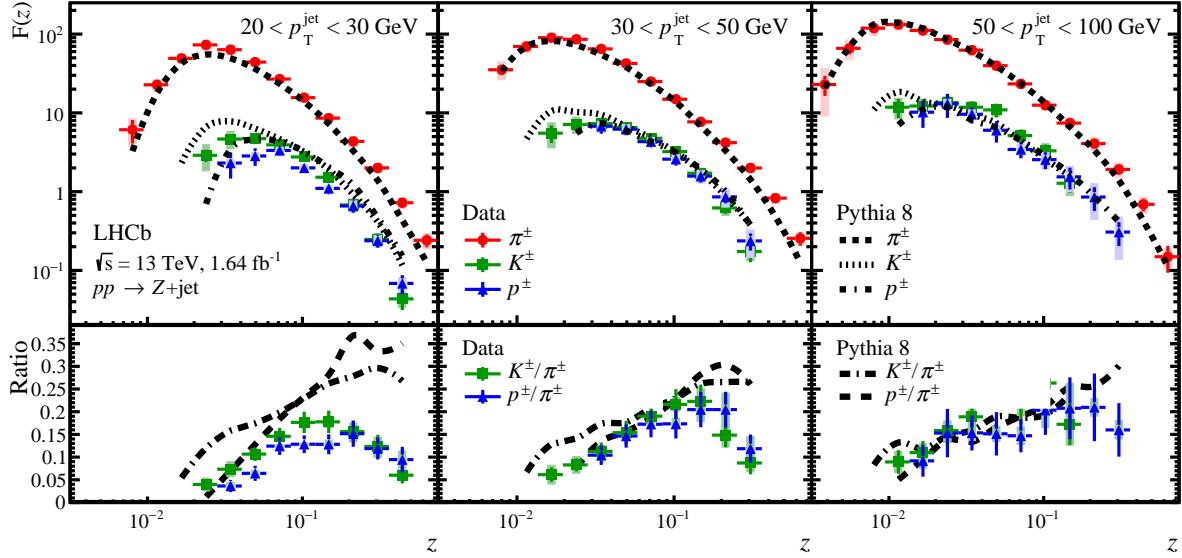 F(z)
20 < p_T^jet < 30 GeV
30 < p_T^jet < 50 GeV
50 < p_T^jet < 100 GeV
10²
10
1
10⁻¹
LHCb
√s = 13 TeV, 1.64 fb⁻¹
pp → Z+jet
Data
π±
K±
p±
Pythia 8
π±
K±
p±
Ratio
0.35
0.3
0.25
0.2
0.15
0.1
0.05
0
Data
K±/π±
p±/π±
Pythia 8
K±/π±
p±/π±
10⁻² 10⁻¹ 10⁻² 10⁻¹ 10⁻² 10⁻¹
z z z